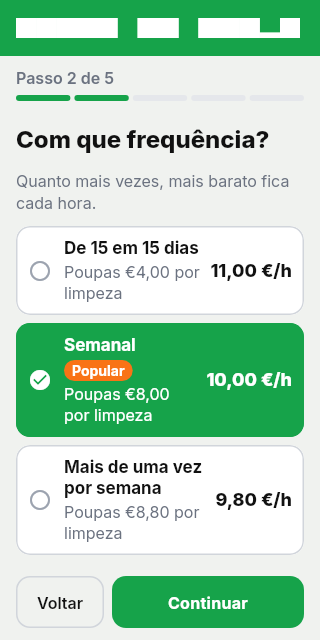 Passo 2 de 5
Com que frequência?
Quanto mais vezes, mais barato fica
cada hora.
De 15 em 15 dias
Poupas €4,00 por
limpeza
11,00 €/h
Semanal
Popular
Poupas €8,00
por limpeza
10,00 €/h
Mais de uma vez
por semana
Poupas €8,80 por
limpeza
9,80 €/h
Voltar
Continuar